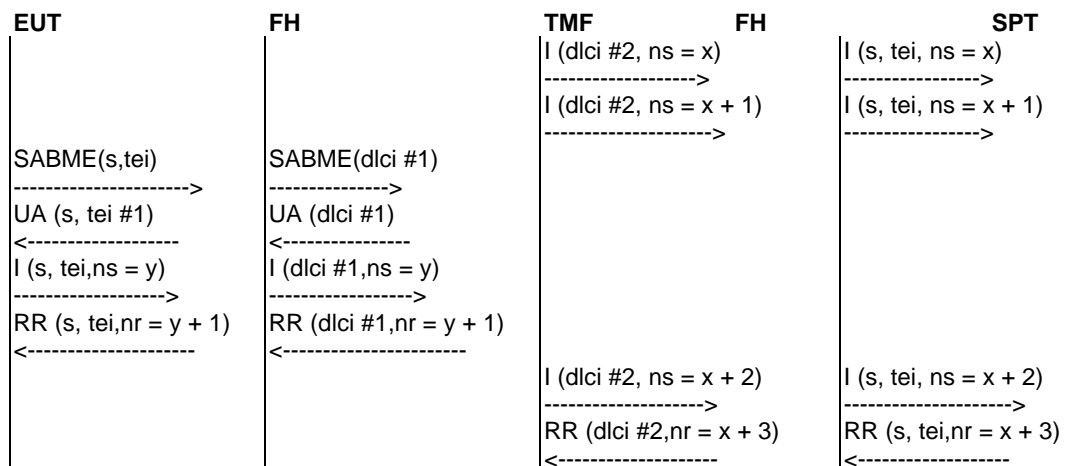 EUT FH TMF FH SPT
I (dlci #2, ns = x) I (s, tei, ns = x)
-------------------> ----------------->
I (dlci #2, ns = x + 1) I (s, tei, ns = x + 1)
---------------------> ----------------->
SABME(s,tei) SABME(dlci #1)
----------------------> --------------->
UA (s, tei #1) UA (dlci #1)
<------------------- <----------------
I (s, tei,ns = y) I (dlci #1,ns = y)
-------------------> ------------------>
RR (s, tei,nr = y + 1) RR (dlci #1,nr = y + 1)
<--------------------- <-----------------------
I (dlci #2, ns = x + 2) I (s, tei, ns = x + 2)
--------------------> --------------------->
RR (dlci #2,nr = x + 3) RR (s, tei,nr = x + 3)
<-------------------- <-------------------